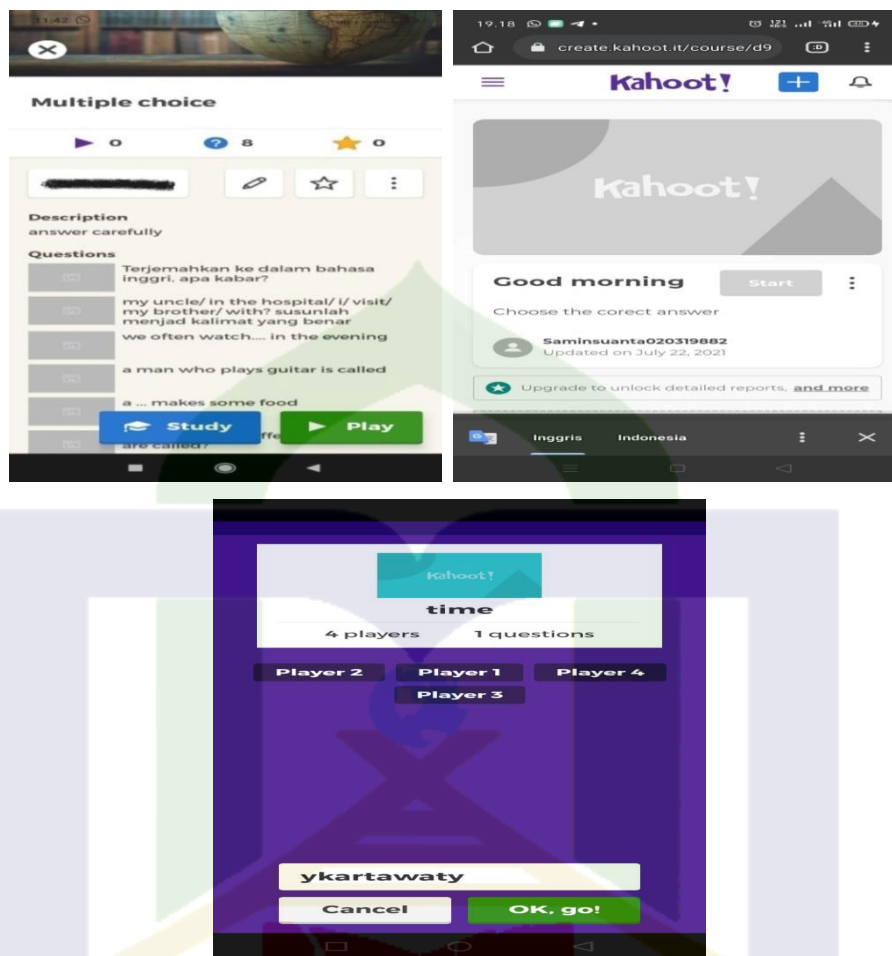 11:42
Multiple choice
0 8 0
Description
answer carefully
Questions
Terjemahkan ke dalam bahasa
inggri, apa kabar?
my uncle/ in the hospital/ i/ visit/
my brother/ with? susunlah
menjad kalimat yang benar
we often watch.... in the evening
a man who plays guitar is called
a ... makes some food
are called?
Study
Play
19.18
create.kahoot.it/course/d9
:D
Kahoot!
Kahoot!
Good morning
Start
Choose the corect answer
Saminsuanta020319882
Updated on July 22, 2021
Upgrade to unlock detailed reports, and more
Inggris Indonesia
Kahoot!
time
4 players 1 questions
Player 2 Player 1 Player 4
Player 3
ykartawaty
Cancel OK, go!